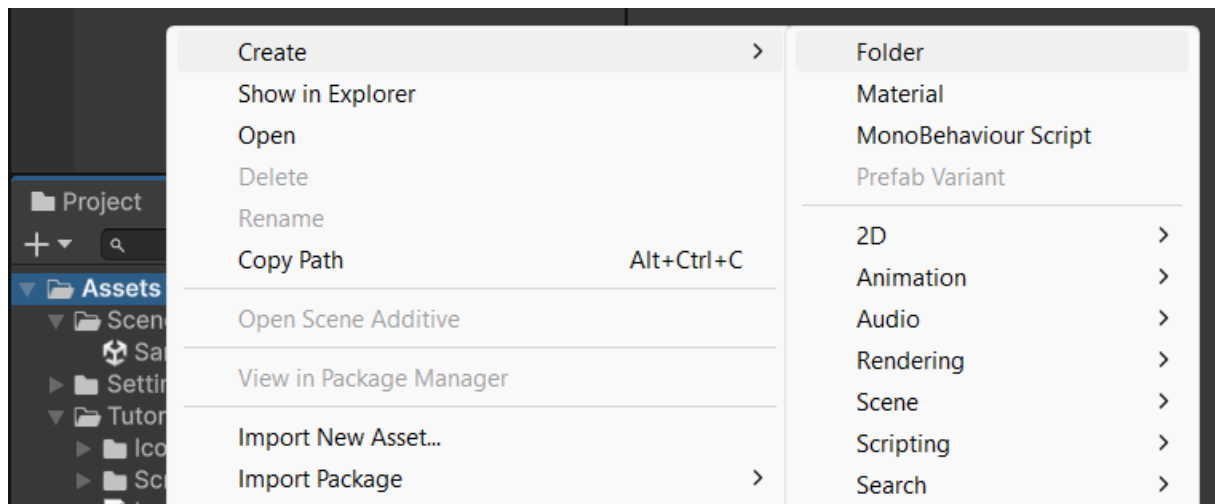 Create
Show in Explorer
Open
Delete
Rename
Copy Path Alt+Ctrl+C
Open Scene Additive
View in Package Manager
Import New Asset...
Import Package
Folder
Material
MonoBehaviour Script
Prefab Variant
2D
Animation
Audio
Rendering
Scene
Scripting
Search
Project
Assets